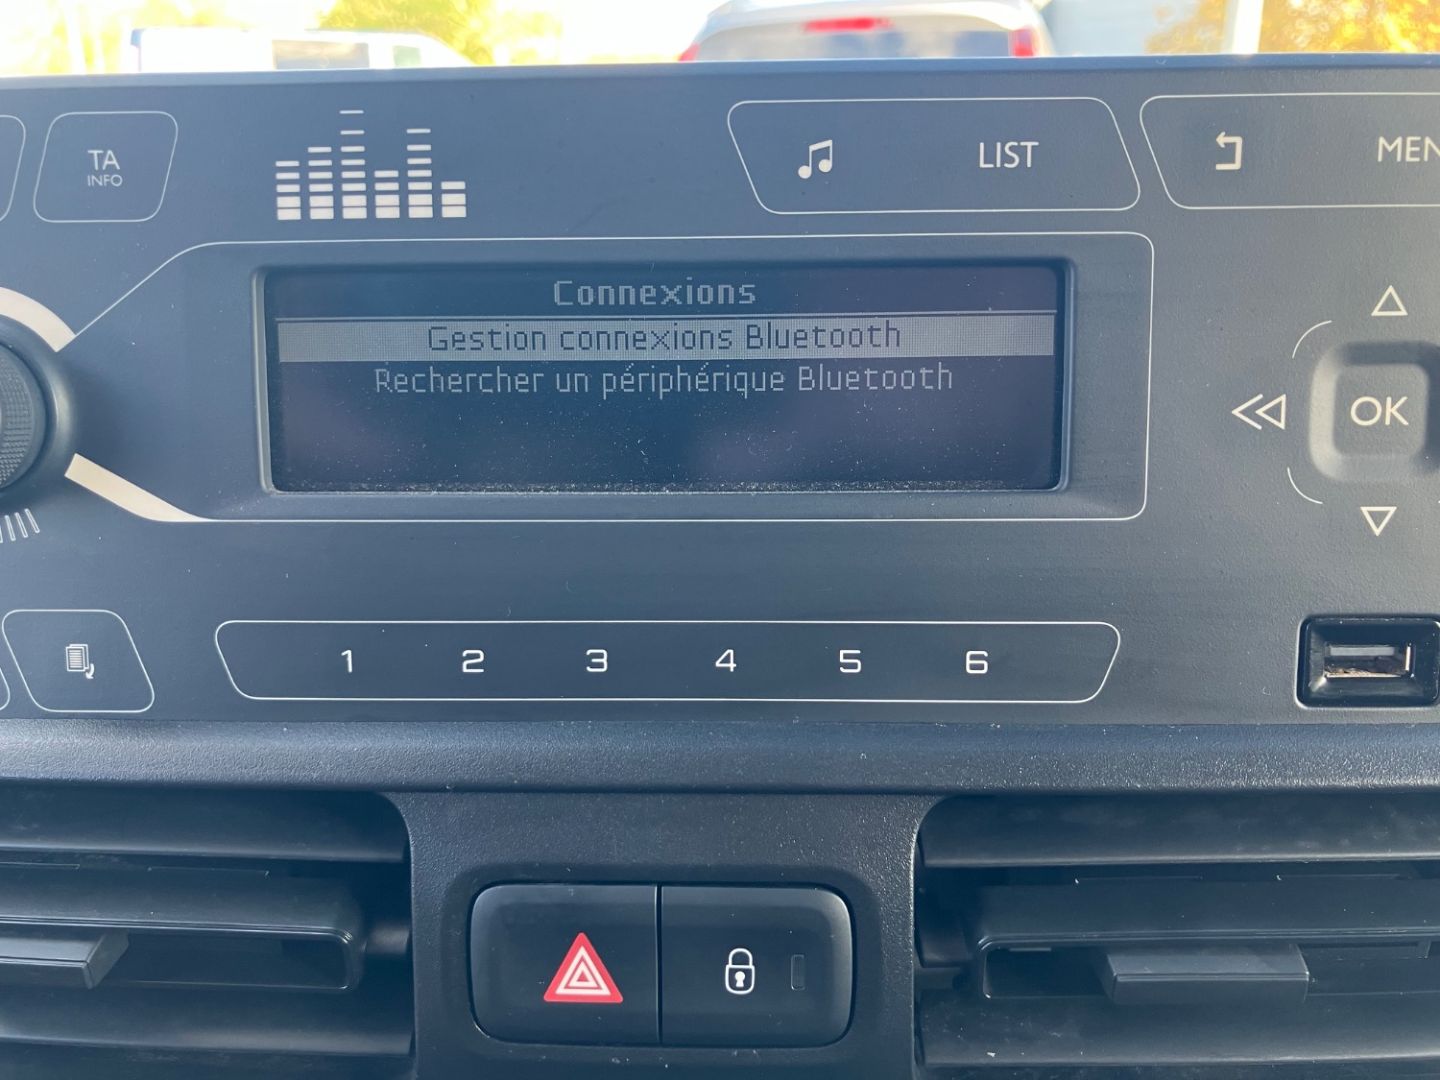 TA
INFO
LIST
MEN
Connexions
Gestion connexions Bluetooth
Rechercher un périphérique Bluetooth
OK
1 2 3 4 5 6